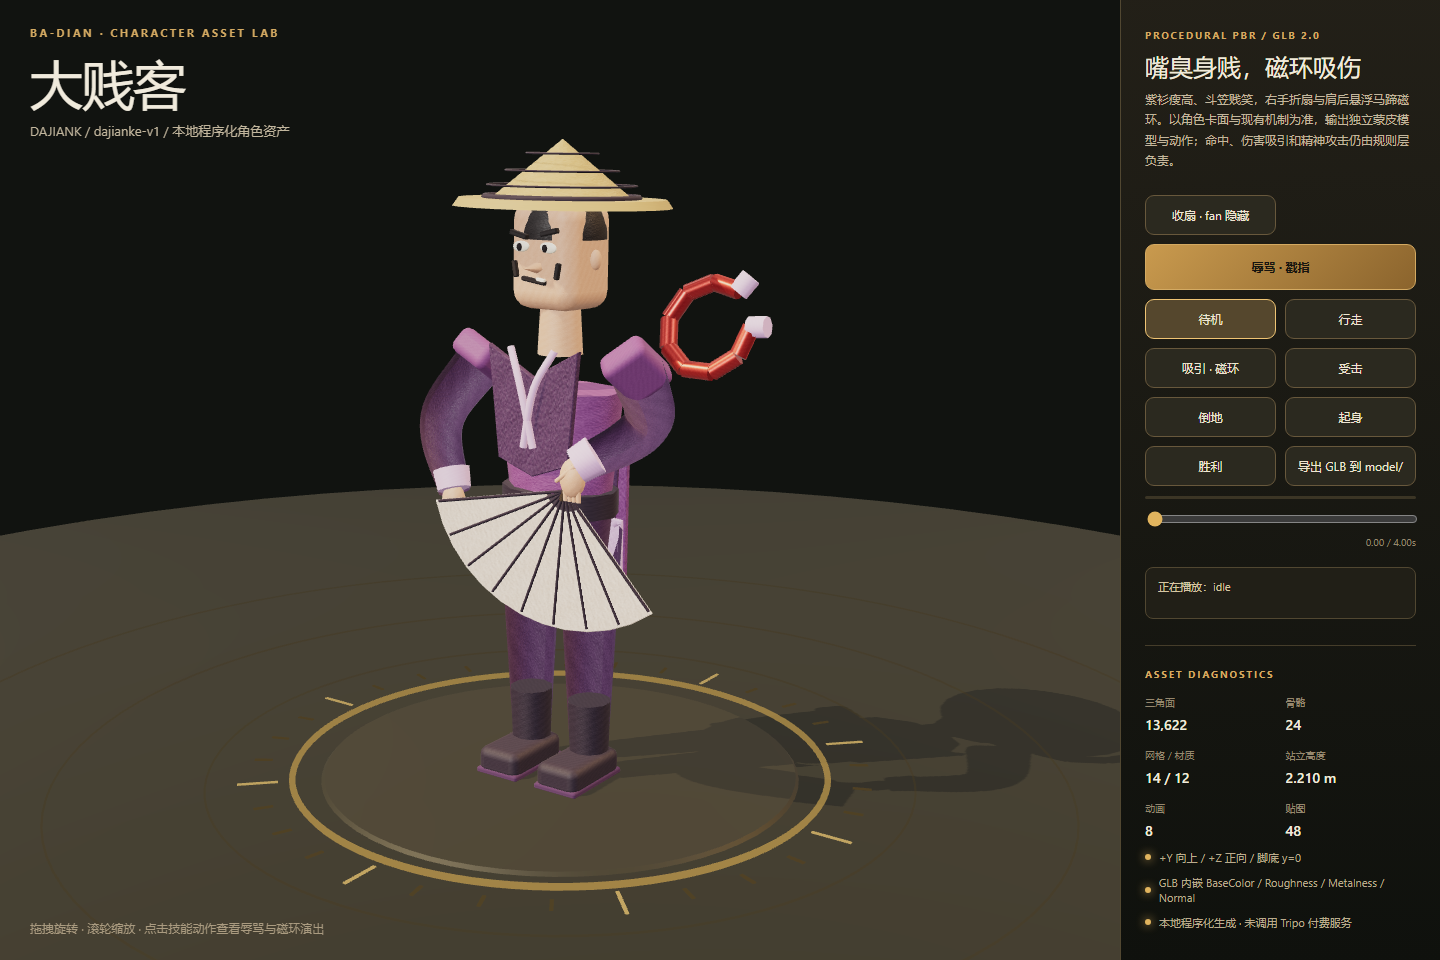 BA-DIAN · CHARACTER ASSET LAB
大贱客
DAJIANK / dajianke-v1 / 本地程序化角色资产
拖拽旋转 · 滚轮缩放 · 点击技能动作查看辱骂与磁环演出
PROCEDURAL PBR / GLB 2.0
嘴臭身贱，磁环吸伤
紫衫瘦高、斗笠贱笑，右手折扇与肩后悬浮马蹄磁
环。以角色卡面与现有机制为准，输出独立蒙皮模
型与动作；命中、伤害吸引和精神攻击仍由规则层
负责。
收扇 · fan 隐藏
辱骂 · 戳指
待机
行走
吸引 · 磁环
受击
倒地
起身
胜利
导出 GLB 到 model/
0.00 / 4.00s
正在播放：idle
ASSET DIAGNOSTICS
三角面
骨骼
13,622
24
网格 / 材质
站立高度
14 / 12
2.210 m
动画
贴图
8
48
+Y 向上 / +Z 正向 / 脚底 y=0
GLB 内嵌 BaseColor / Roughness / Metalness /
Normal
本地程序化生成 · 未调用 Tripo 付费服务